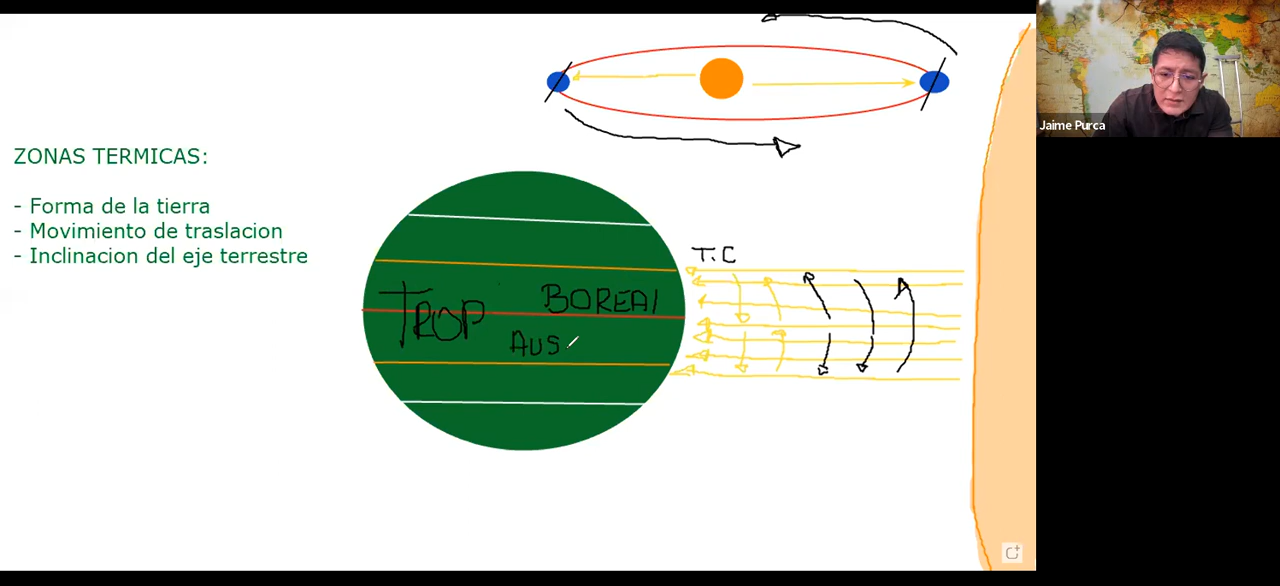 Jaime Purca
ZONAS TERMICAS:
- Forma de la tierra
- Movimiento de traslacion
- Inclinacion del eje terrestre
T.C
TROP
BOREAl
AUS